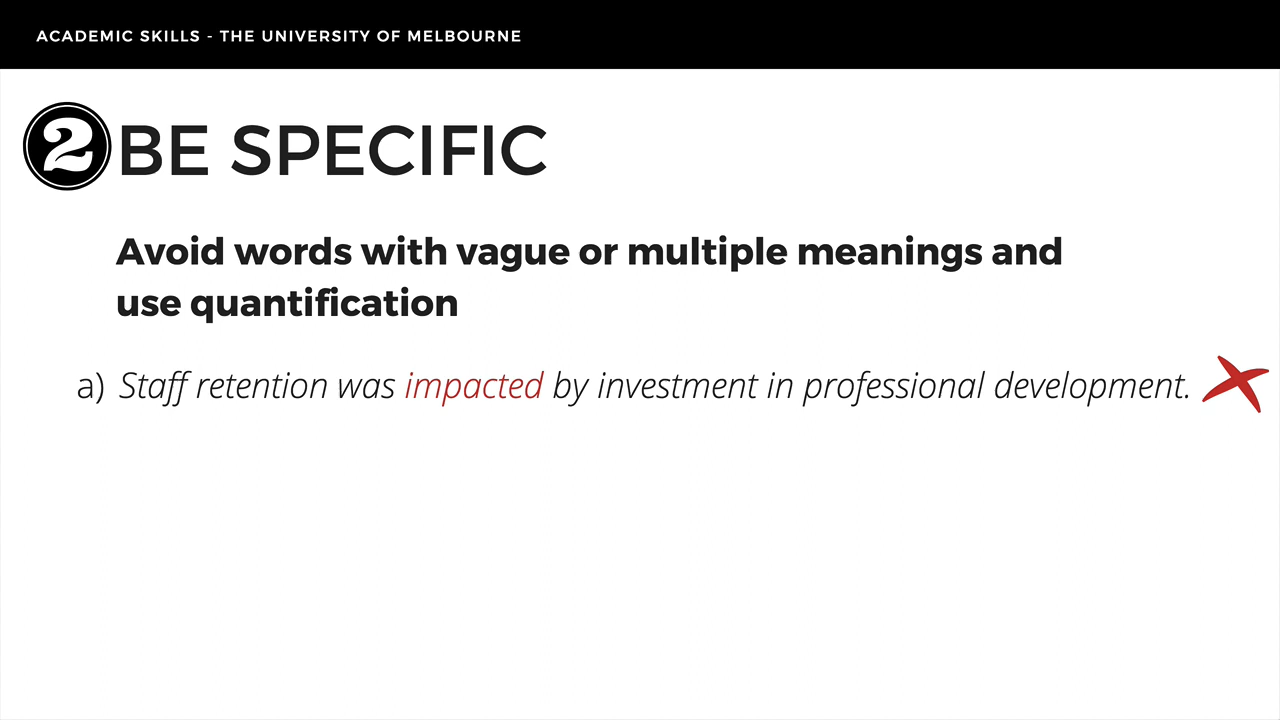 ACADEMIC SKILLS - THE UNIVERSITY OF MELBOURNE
2 BE SPECIFIC
Avoid words with vague or multiple meanings and
use quantification
a) Staff retention was impacted by investment in professional development.